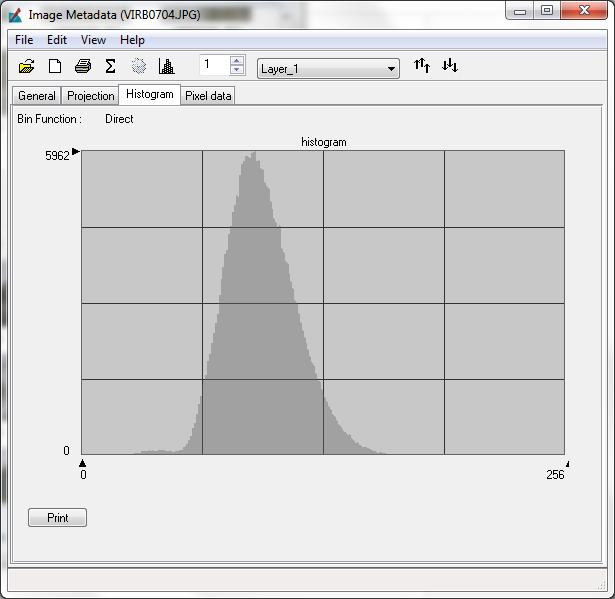 Image Metadata (VIRB0704.JPG)
File Edit View Help
Σ 1 Layer_1
General Projection Histogram Pixel data
Bin Function : Direct
histogram
5962
0
0 256
Print